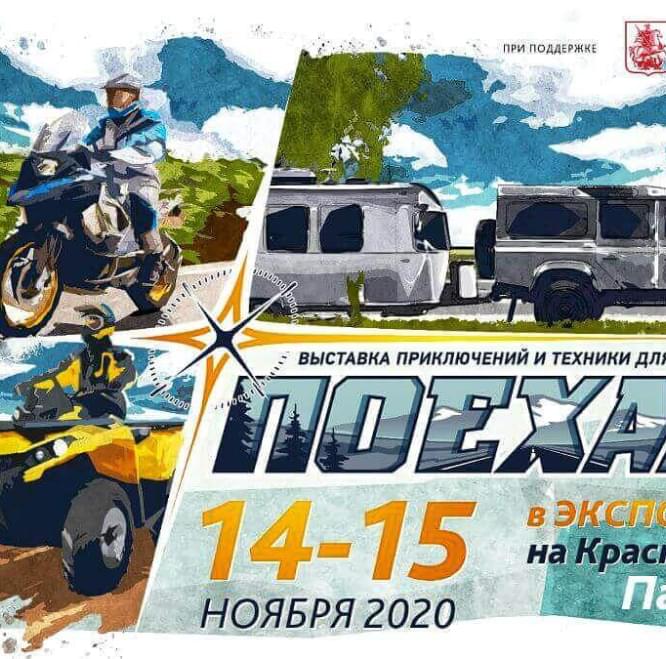 ПРИ ПОДДЕРЖКЕ
ВЫСТАВКА ПРИКЛЮЧЕНИЙ И ТЕХНИКИ ДЛЯ
ПОЕХА
14-15
НОЯБРЯ 2020
в ЭКСПО
на Крас
Па